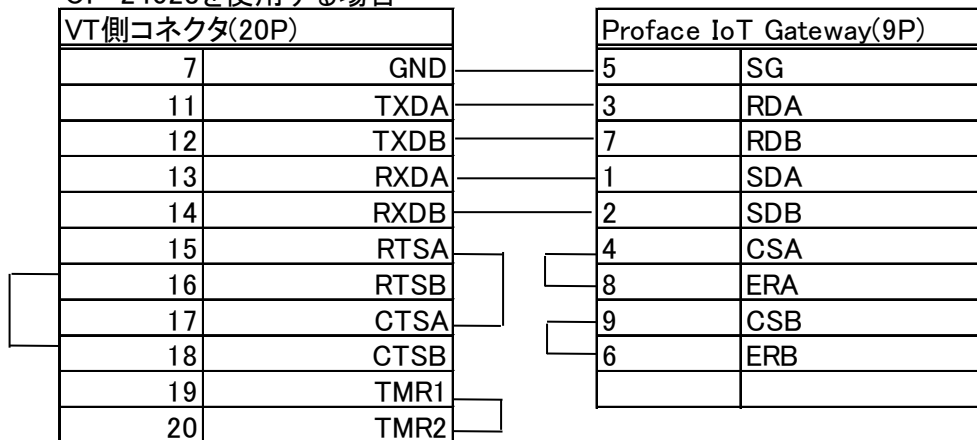 VT側コネクタ(20P) Proface IoT Gateway(9P)
7 GND 5 SG
11 TXDA 3 RDA
12 TXDB 7 RDB
13 RXDA 1 SDA
14 RXDB 2 SDB
15 RTSA 4 CSA
16 RTSB 8 ERA
17 CTSA 9 CSB
18 CTSB 6 ERB
19 TMR1
20 TMR2